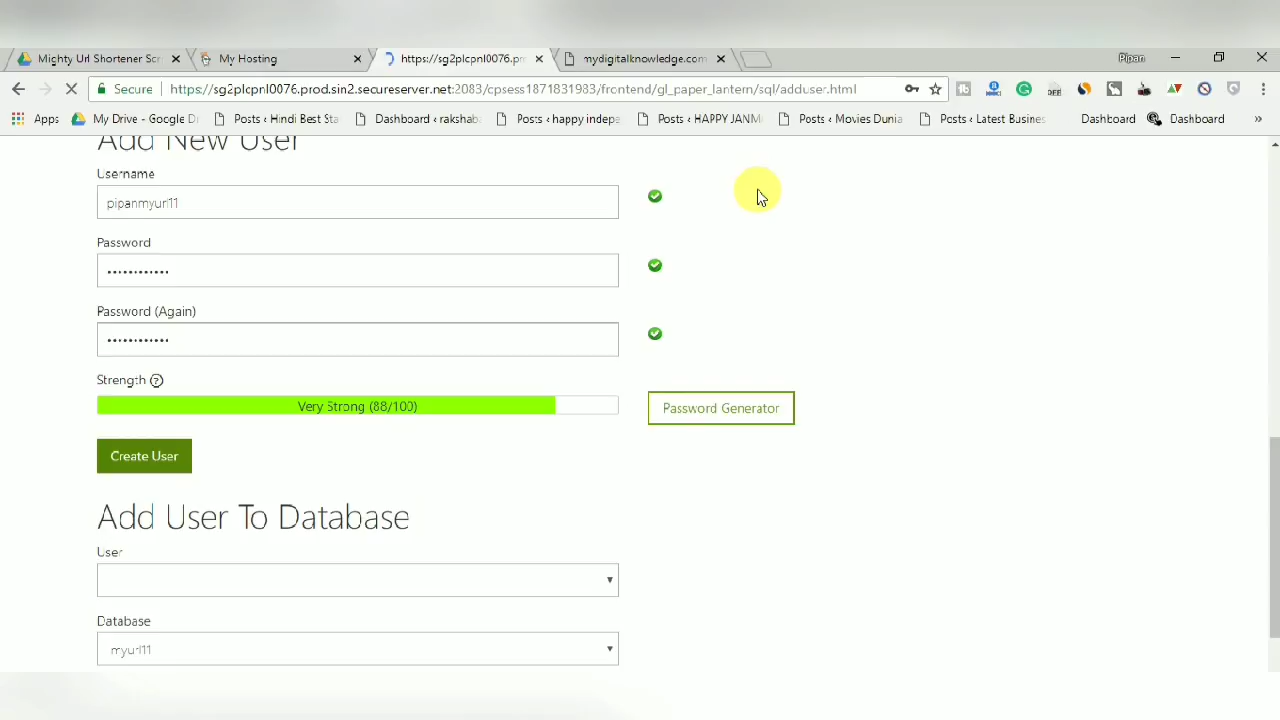 Mighty Url Shortener Scr
My Hosting
https://sg2plcpnl0076.pr
mydigitalknowledge.com
Pipan
Secure
https://sg2plcpnl0076.prod.sin2.secureserver.net:2083/cpsess1871831983/frontend/gl_paper_lantern/sql/adduser.html
Apps
My Drive - Google D
Posts ‹ Hindi Best Sta
Dashboard ‹ rakshab
Posts ‹ happy indepe
Posts ‹ HAPPY JANM
Posts ‹ Movies Dunia
Posts ‹ Latest Busines
Dashboard
Dashboard
»
Add New User
Username
pipanmyurl11
Password
••••••••••••
Password (Again)
••••••••••••
Strength ?
Very Strong (88/100)
Password Generator
Create User
Add User To Database
User
Database
myurl11